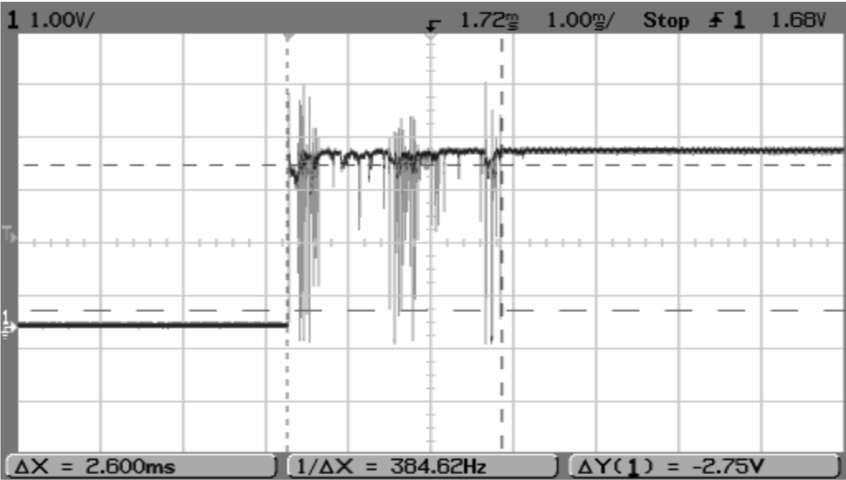 1 1.00V/ 1.72ms 1.00ms/ Stop 1 1.68V
T
1
ΔX = 2.600ms 1/ΔX = 384.62Hz ΔY(1) = -2.75V